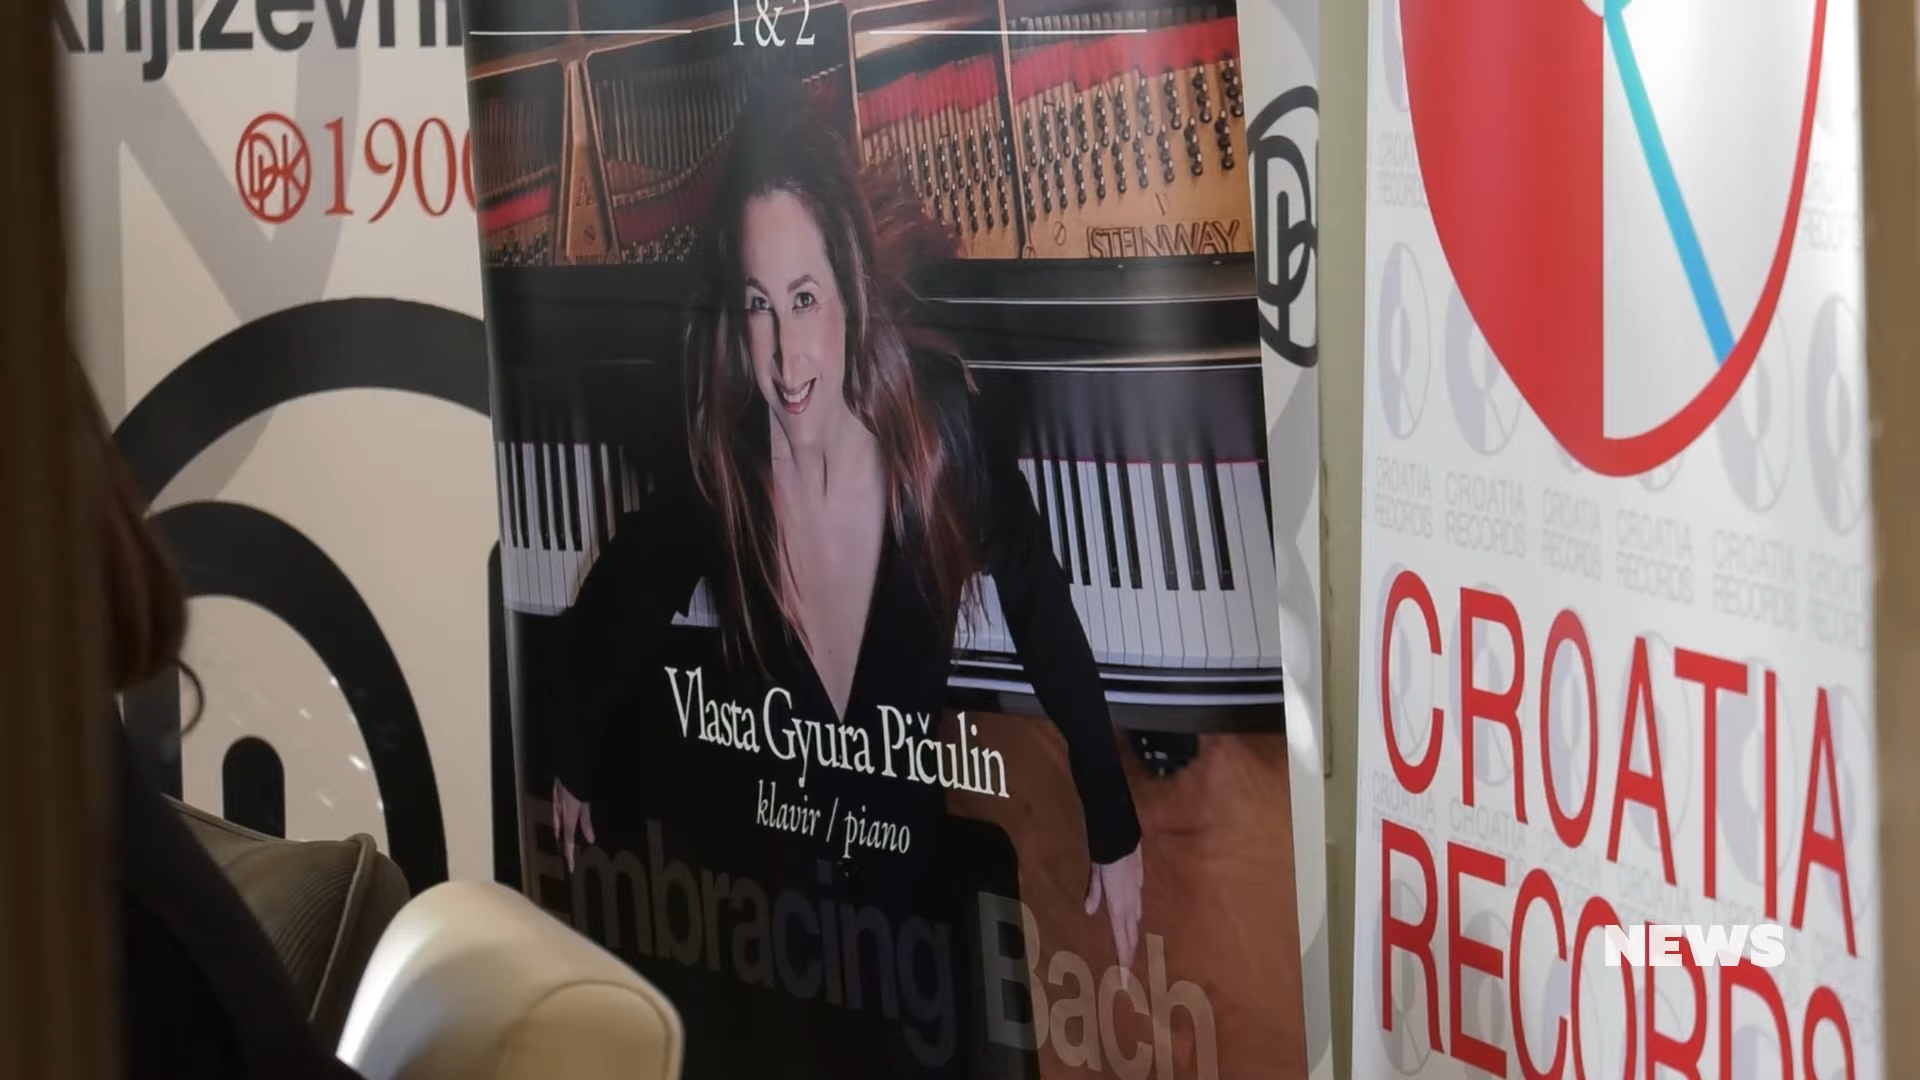 1 & 2
1900
STEINWAY
Vlasta Gyura Pičulin
klavir / piano
Embracing Bach
CROATIA
RECORDS
NEWS